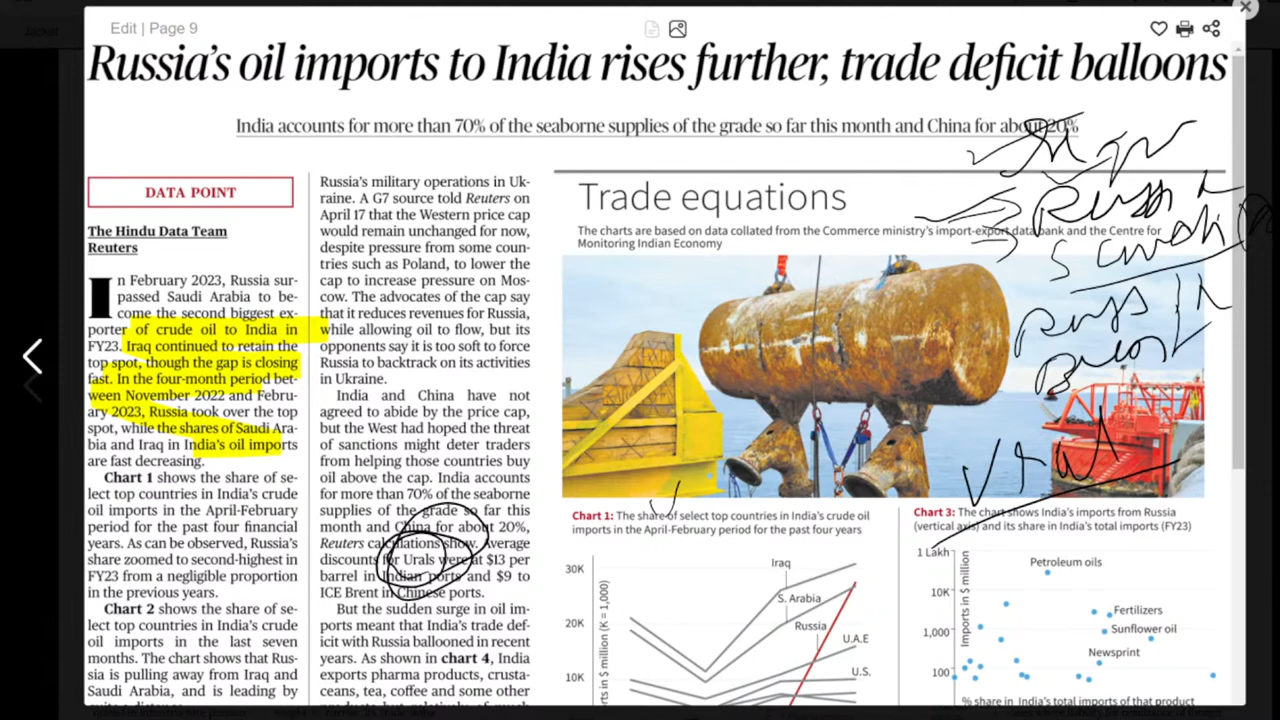 Edit | Page 9
Russia's oil imports to India rises further, trade deficit balloons
India accounts for more than 70% of the seaborne supplies of the grade so far this month and China for about 20%
DATA POINT
The Hindu Data Team
Reuters
In February 2023, Russia sur-
passed Saudi Arabia to be-
come the second biggest ex-
porter of crude oil to India in
FY23. Iraq continued to retain the
top spot, though the gap is closing
fast. In the four-month period bet-
ween November 2022 and Febru-
ary 2023, Russia took over the top
spot, while the shares of Saudi Ara-
bia and Iraq in India's oil imports
are fast decreasing.
Chart 1 shows the share of se-
lect top countries in India's crude
oil imports in the April-February
period for the past four financial
years. As can be observed, Russia's
share zoomed to second-highest in
FY23 from a negligible proportion
in the previous years.
Chart 2 shows the share of se-
lect top countries in India's crude
oil imports in the last seven
months. The chart shows that Rus-
sia is pulling away from Iraq and
Saudi Arabia, and is leading by
Russia's military operations in Uk-
raine. A G7 source told Reuters on
April 17 that the Western price cap
would remain unchanged for now,
despite pressure from some coun-
tries such as Poland, to lower the
cap to increase pressure on Mos-
cow. The advocates of the cap say
that it reduces revenues for Russia,
while allowing oil to flow, but its
opponents say it is too soft to force
Russia to backtrack on its activities
in Ukraine.
India and China have not
agreed to abide by the price cap,
but the West had hoped the threat
of sanctions might deter traders
from helping those countries buy
oil above the cap. India accounts
for more than 70% of the seaborne
supplies of the grade so far this
month and China for about 20%,
Reuters calculations show. Average
discounts for Urals were at $13 per
barrel in Indian ports and $9 to
ICE Brent in Chinese ports.
But the sudden surge in oil im-
ports meant that India's trade def-
icit with Russia ballooned in recent
years. As shown in chart 4, India
exports pharma products, crusta-
ceans, tea, coffee and some other
Trade equations
The charts are based on data collated from the Commerce ministry's import-export data bank and the Centre for
Monitoring Indian Economy
Chart 1: The share of select top countries in India's crude oil
imports in the April-February period for the past four years
30K
20K
10K
rts in $ million (K = 1,000)
Iraq
S. Arabia
Russia
U.A.E
U.S.
Chart 3: The chart shows India's imports from Russia
(vertical axis) and its share in India's total imports (FY23)
1 Lakh
10K
1,000
100
Imports in $ million
Petroleum oils
Fertilizers
Sunflower oil
Newsprint
% share in India's total imports of that product